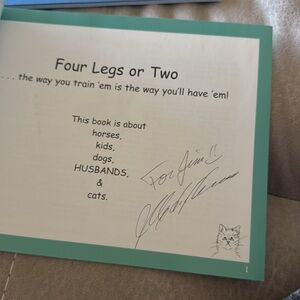 Four Legs or Two
. . . the way you train 'em is the way you'll have 'em!
This book is about
horses,
kids,
dogs,
HUSBANDS,
&
cats.
For Jim!!
1